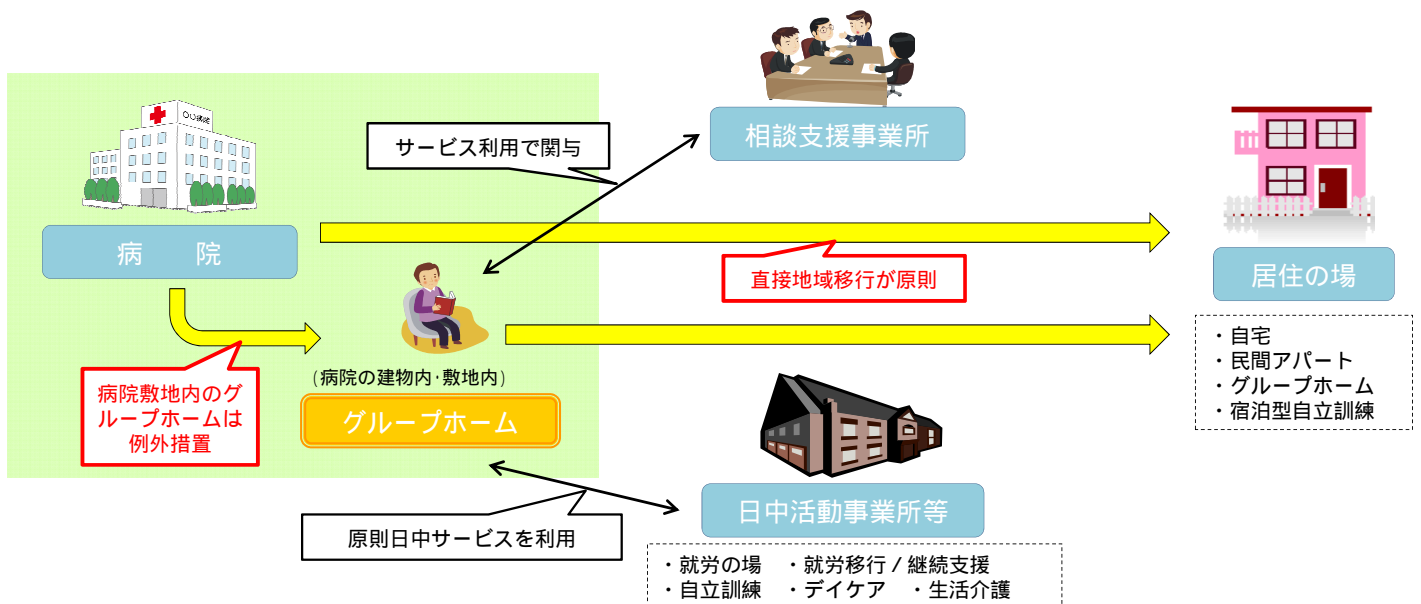 〇〇病院
相談支援事業所
サービス利用で関与
病　　院
直接地域移行が原則
居住の場
・自宅
・民間アパート
・グループホーム
・宿泊型自立訓練
病院敷地内のグ
ループホームは
例外措置
(病院の建物内･敷地内)
グループホーム
日中活動事業所等
原則日中サービスを利用
・就労の場　・就労移行 / 継続支援
・自立訓練　・デイケア　・生活介護